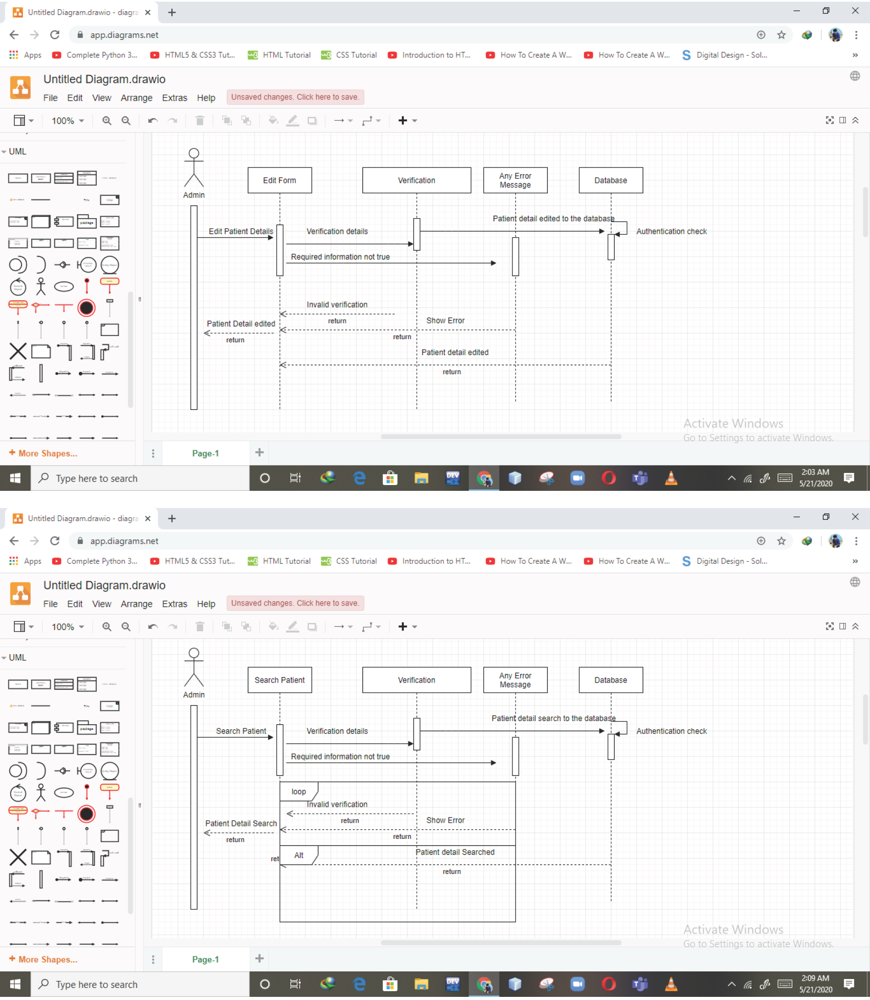 Untitled Diagram.drawio - diagra
app.diagrams.net
Apps Complete Python 3... HTML5 & CSS3 Tut... HTML Tutorial CSS Tutorial Introduction to HT... How To Create A W... How To Create A W... Digital Design - Sol...
Untitled Diagram.drawio
File Edit View Arrange Extras Help Unsaved changes. Click here to save.
100%
UML
package
Edit Form
Verification
Any Error
Message
Database
Admin
Patient detail edited to the database
Edit Patient Details
Verification details
Authentication check
Required information not true
Invalid verification
return
Show Error
Patient Detail edited
return
return
Patient detail edited
return
Activate Windows
Go to Settings to activate Windows.
+ More Shapes...
Page-1
Type here to search
DEV
2:03 AM
5/21/2020
Untitled Diagram.drawio - diagra
app.diagrams.net
Apps Complete Python 3... HTML5 & CSS3 Tut... HTML Tutorial CSS Tutorial Introduction to HT... How To Create A W... How To Create A W... Digital Design - Sol...
Untitled Diagram.drawio
File Edit View Arrange Extras Help Unsaved changes. Click here to save.
100%
UML
package
Search Patient
Verification
Any Error
Message
Database
Admin
Patient detail search to the database
Search Patient
Verification details
Authentication check
Required information not true
loop
Invalid verification
return
Show Error
Patient Detail Search
return
return
Alt
Patient detail Searched
ret
return
Activate Windows
Go to Settings to activate Windows.
+ More Shapes...
Page-1
Type here to search
DEV
2:09 AM
5/21/2020